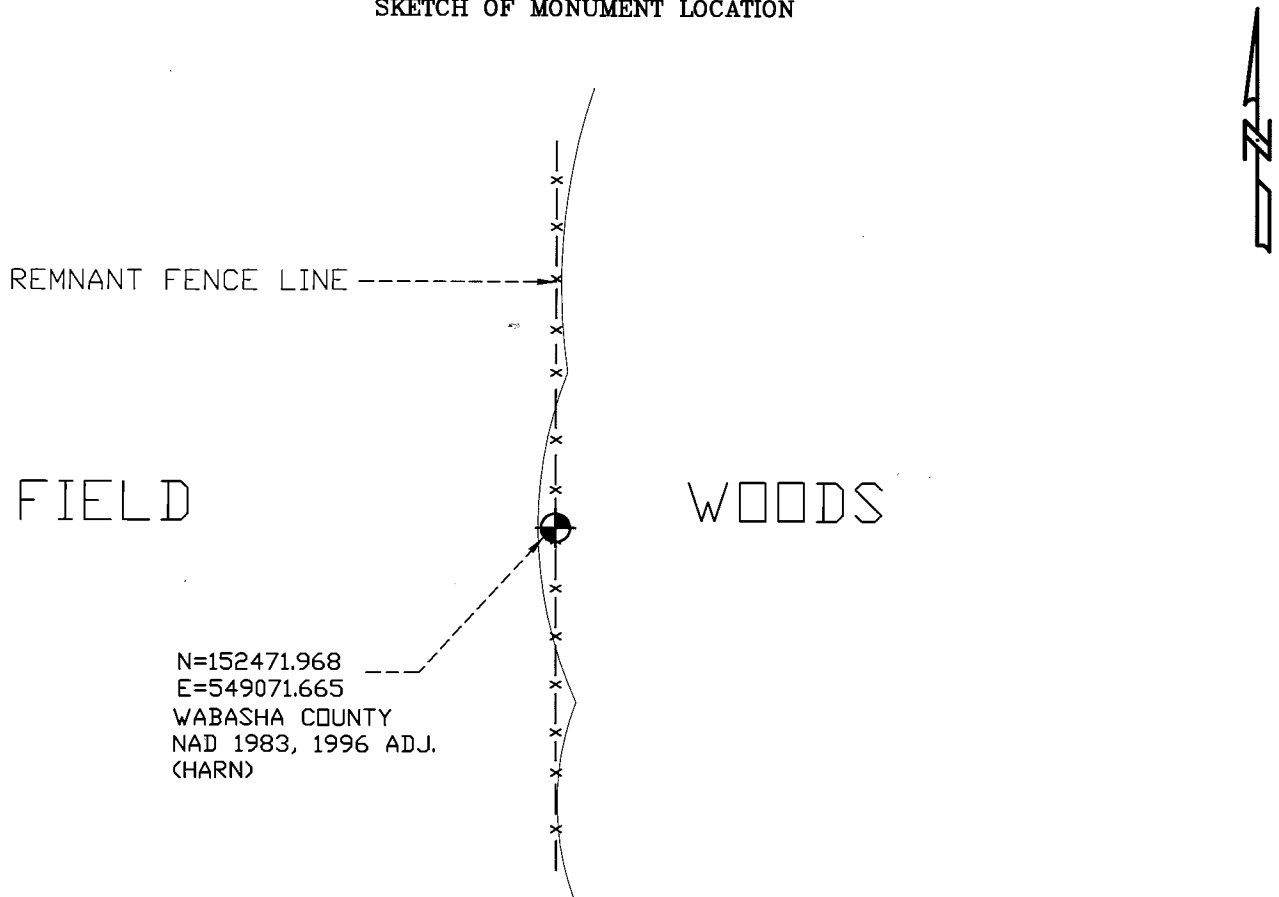 SKETCH OF MONUMENT LOCATION
N
REMNANT FENCE LINE
FIELD
WOODS
N=152471.968
E=549071.665
WABASHA COUNTY
NAD 1983, 1996 ADJ.
(HARN)